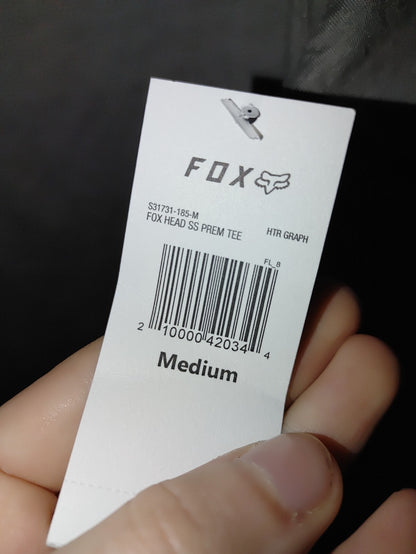 FOX
S31731-185-M
FOX HEAD SS PREM TEE HTR GRAPH
FL_8
2 10000 42034 4
Medium